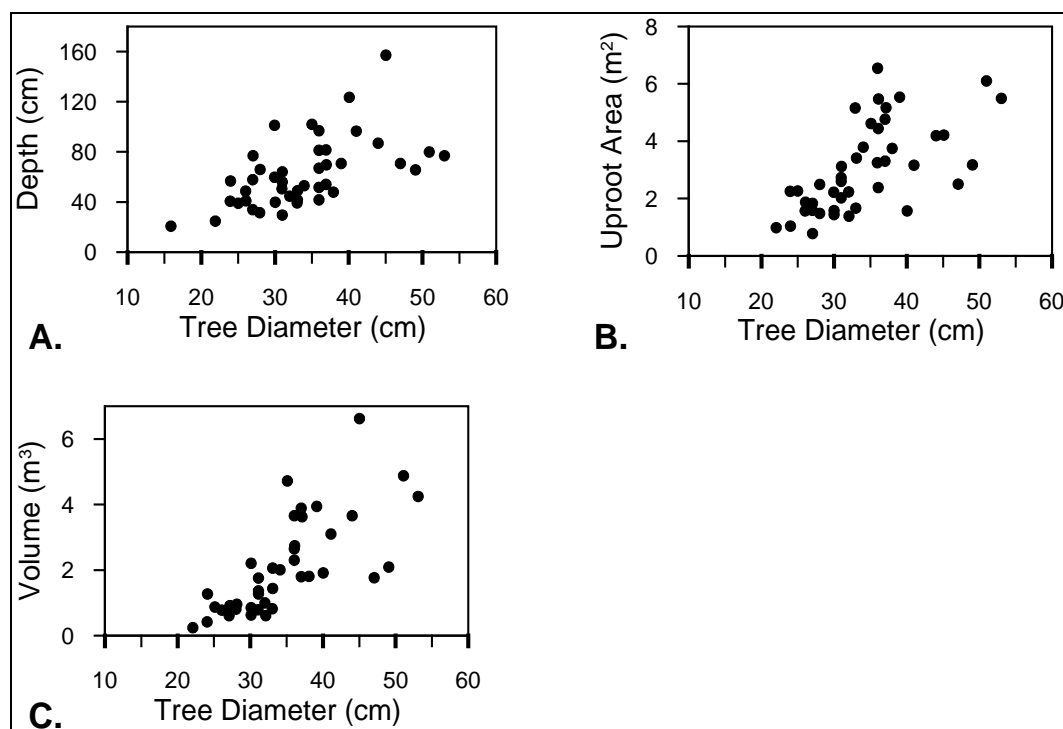 160
120
80
40
0
Depth (cm)
10 20 30 40 50 60
Tree Diameter (cm)
A.
8
6
4
2
0
Uproot Area (m²)
10 20 30 40 50 60
Tree Diameter (cm)
B.
6
4
2
0
Volume (m³)
10 20 30 40 50 60
Tree Diameter (cm)
C.